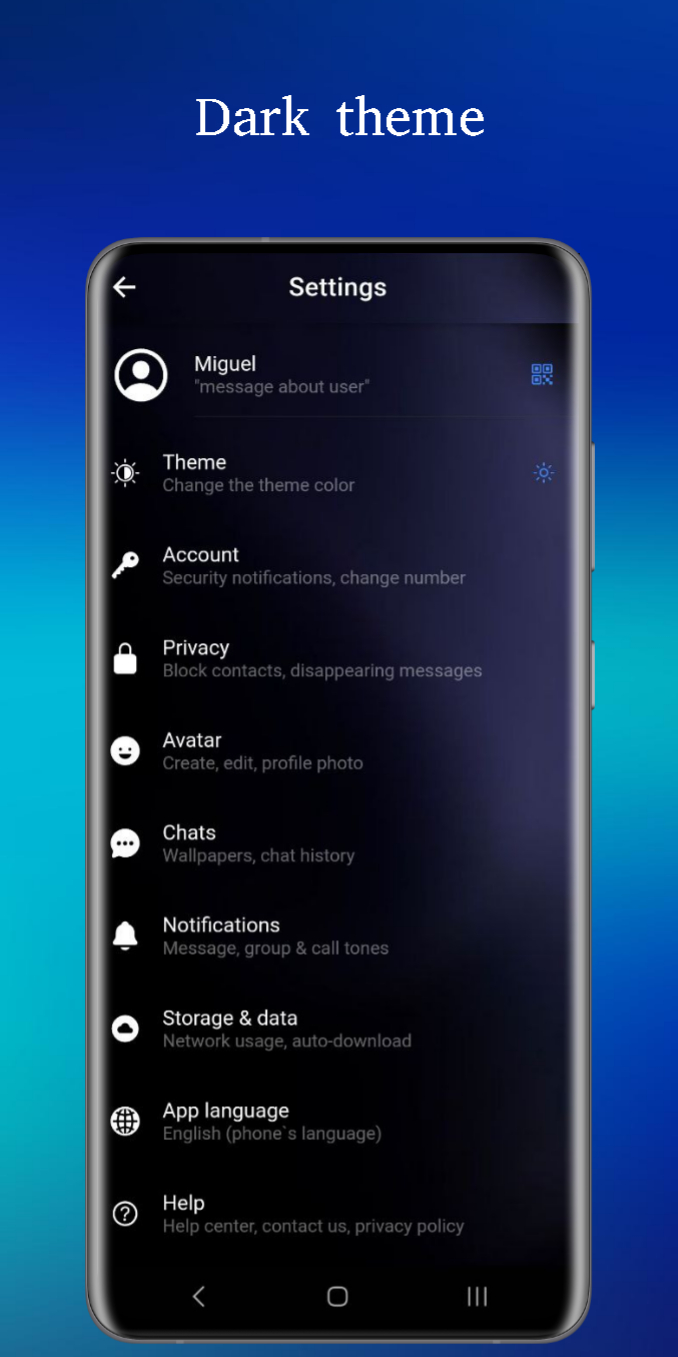 Dark theme
Settings
Miguel
"message about user"
Theme
Change the theme color
Account
Security notifications, change number
Privacy
Block contacts, disappearing messages
Avatar
Create, edit, profile photo
Chats
Wallpapers, chat history
Notifications
Message, group & call tones
Storage & data
Network usage, auto-download
App language
English (phone`s language)
Help
Help center, contact us, privacy policy